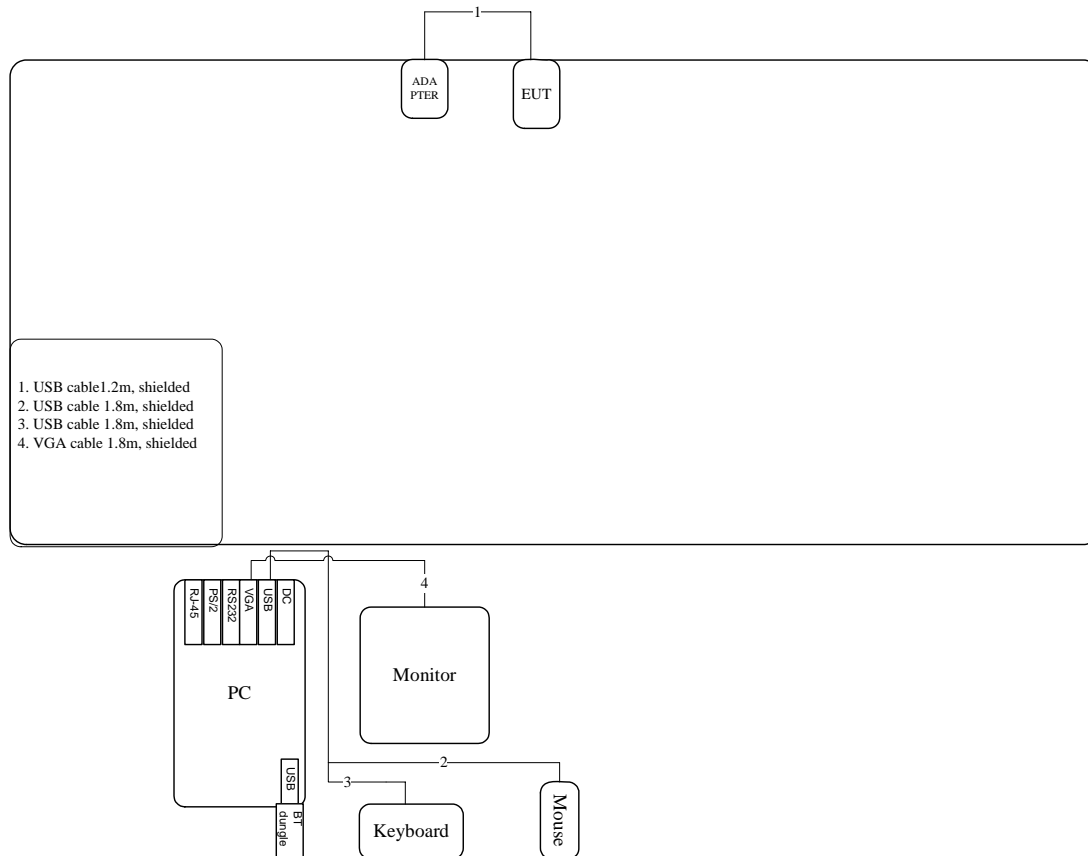 1
ADA
PTER
EUT
1. USB cable1.2m, shielded
2. USB cable 1.8m, shielded
3. USB cable 1.8m, shielded
4. VGA cable 1.8m, shielded
4
RJ-45
PS/2
RS232
VGA
USB
DC
PC
Monitor
2
3
USB
BT
dungle
Keyboard
Mouse